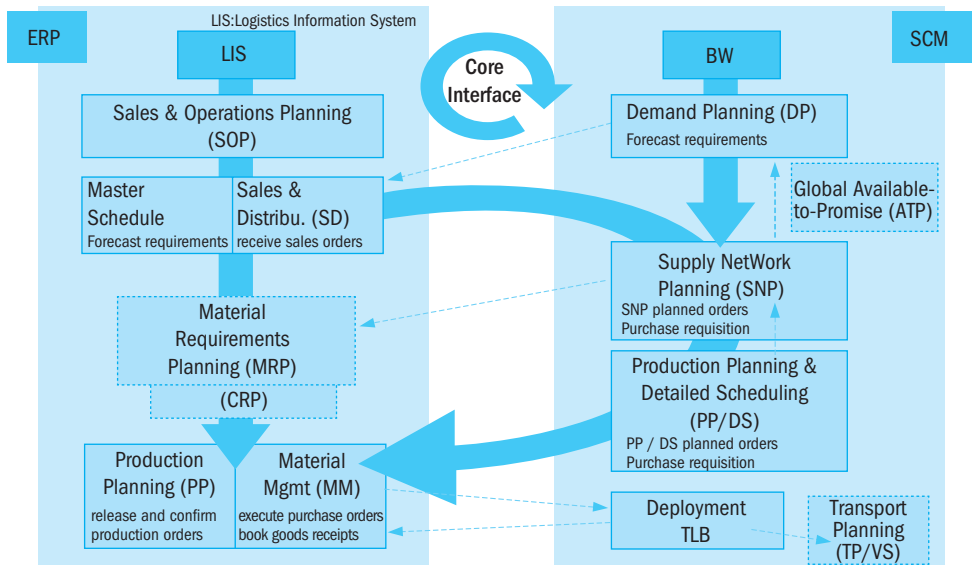 LIS:Logistics Information System
ERP
LIS
Sales & Operations Planning
(SOP)
Master
Schedule
Forecast requirements
Sales &
Distribu. (SD)
receive sales orders
Material
Requirements
Planning (MRP)
(CRP)
Production
Planning (PP)
release and confirm
production orders
Material
Mgmt (MM)
execute purchase orders
book goods receipts
Core
Interface
SCM
BW
Demand Planning (DP)
Forecast requirements
Global Available-
to-Promise (ATP)
Supply NetWork
Planning (SNP)
SNP planned orders
Purchase requisition
Production Planning &
Detailed Scheduling
(PP/DS)
PP / DS planned orders
Purchase requisition
Deployment
TLB
Transport
Planning
(TP/VS)